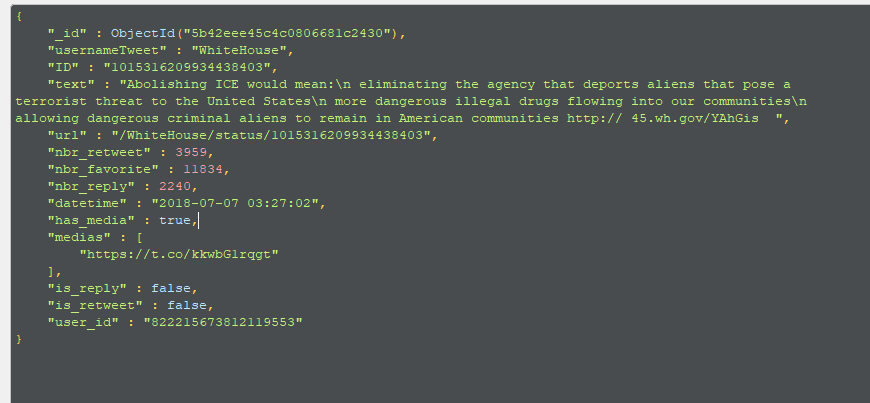 {
"_id" : ObjectId("5b42eee45c4c0806681c2430"),
"usernameTweet" : "WhiteHouse",
"ID" : "1015316209934438403",
"text" : "Abolishing ICE would mean:\n eliminating the agency that deports aliens that pose a
terrorist threat to the United States\n more dangerous illegal drugs flowing into our communities\n
allowing dangerous criminal aliens to remain in American communities http:// 45.wh.gov/YAhGis  ",
"url" : "/WhiteHouse/status/1015316209934438403",
"nbr_retweet" : 3959,
"nbr_favorite" : 11834,
"nbr_reply" : 2240,
"datetime" : "2018-07-07 03:27:02",
"has_media" : true,
"medias" : [
"https://t.co/kkwbGlrqgt"
],
"is_reply" : false,
"is_retweet" : false,
"user_id" : "822215673812119553"
}